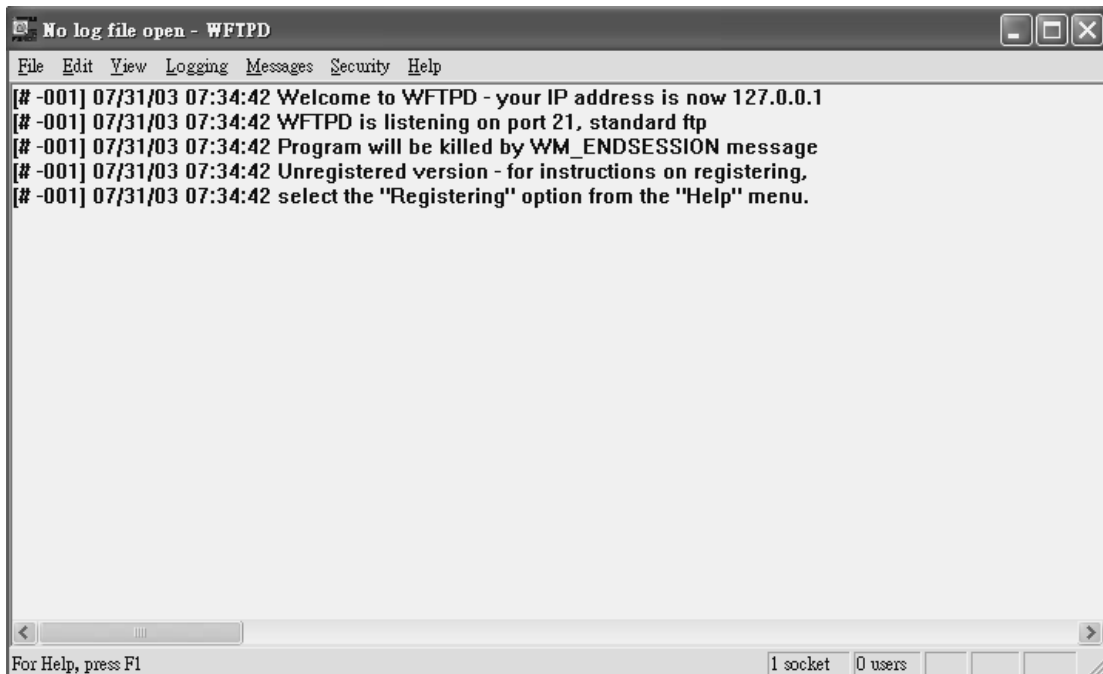 No log file open - WFTPD
File Edit View Logging Messages Security Help
[# -001] 07/31/03 07:34:42 Welcome to WFTPD - your IP address is now 127.0.0.1
[# -001] 07/31/03 07:34:42 WFTPD is listening on port 21, standard ftp
[# -001] 07/31/03 07:34:42 Program will be killed by WM_ENDSESSION message
[# -001] 07/31/03 07:34:42 Unregistered version - for instructions on registering,
[# -001] 07/31/03 07:34:42 select the "Registering" option from the "Help" menu.
For Help, press F1 1 socket 0 users